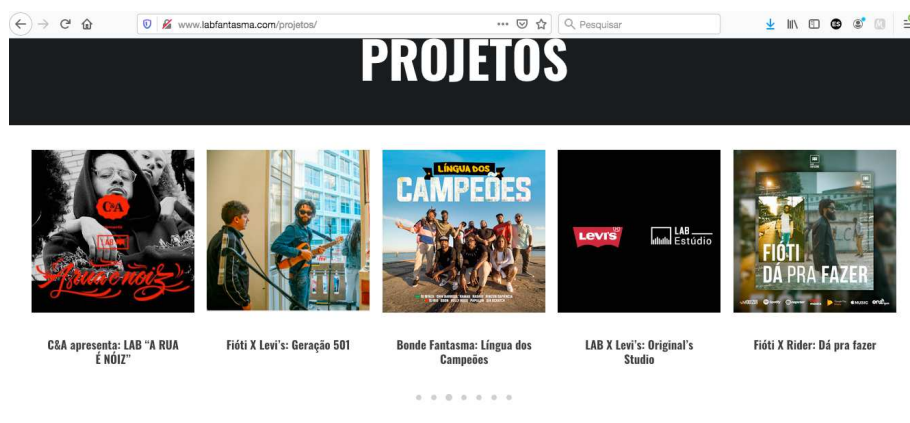 www.labfantasma.com/projetos/
Pesquisar
PROJETOS
C&A
LAB
A rua é nóiz
LÍNGUA DOS
CAMPEÕES
Levi's
LAB
Estúdio
FIÓTI
DÁ PRA FAZER
C&A apresenta: LAB “A RUA
É NÓIZ”
Fióti X Levi’s: Geração 501
Bonde Fantasma: Língua dos
Campeões
LAB X Levi’s: Original’s
Studio
Fióti X Rider: Dá pra fazer